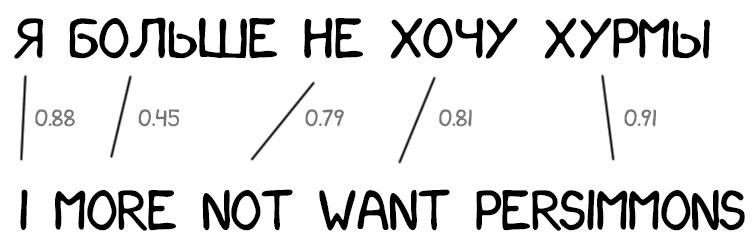 Я БОЛЬШЕ НЕ ХОЧУ ХУРМЫ
0.88 0.45 0.79 0.81 0.91
I MORE NOT WANT PERSIMMONS